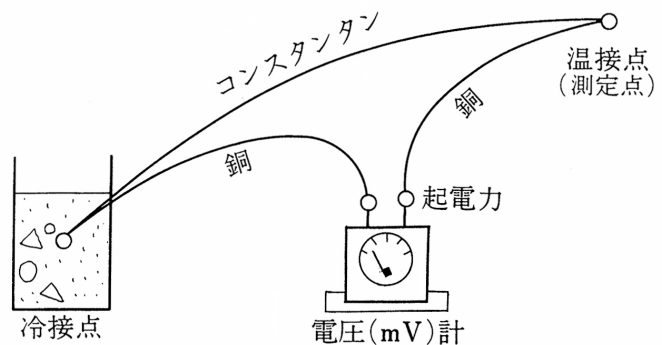 コンスタンタン
温接点
(測定点)
銅
銅
起電力
冷接点
電圧(mV)計